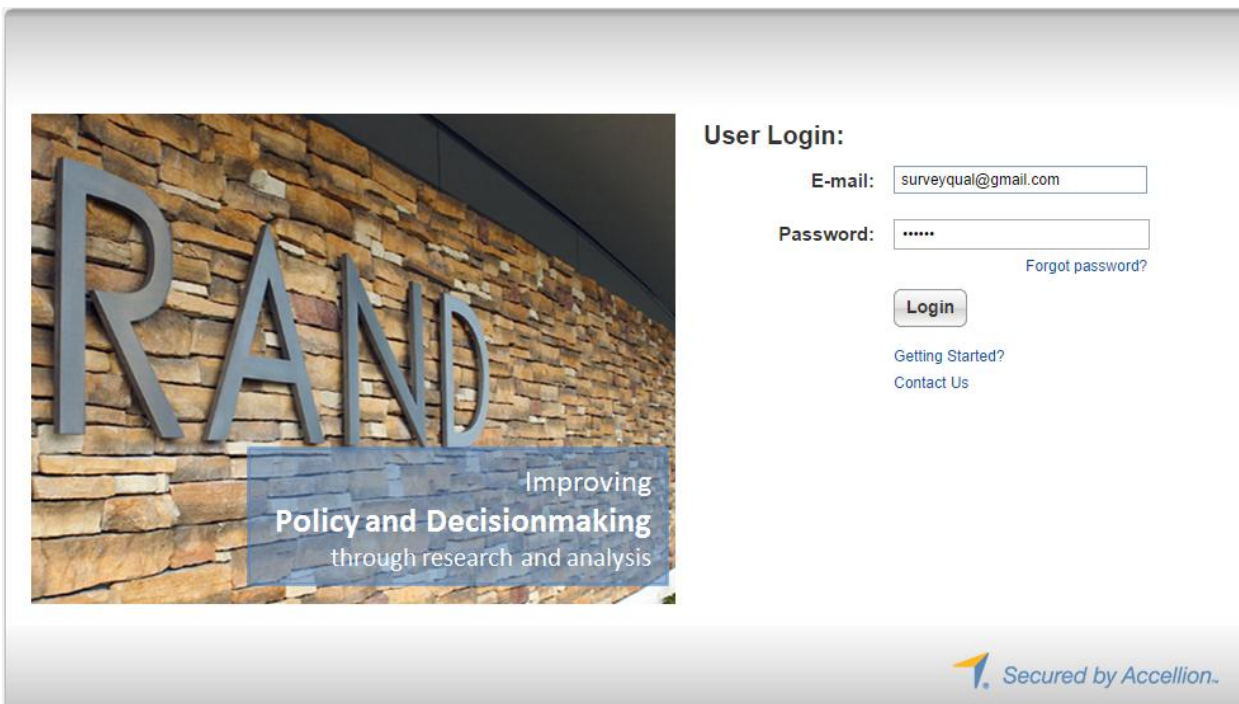 RAND
Improving
Policy and Decisionmaking
through research and analysis
User Login:
E-mail: surveyqual@gmail.com
Password: ••••••
Forgot password?
Login
Getting Started?
Contact Us
Secured by Accellion™